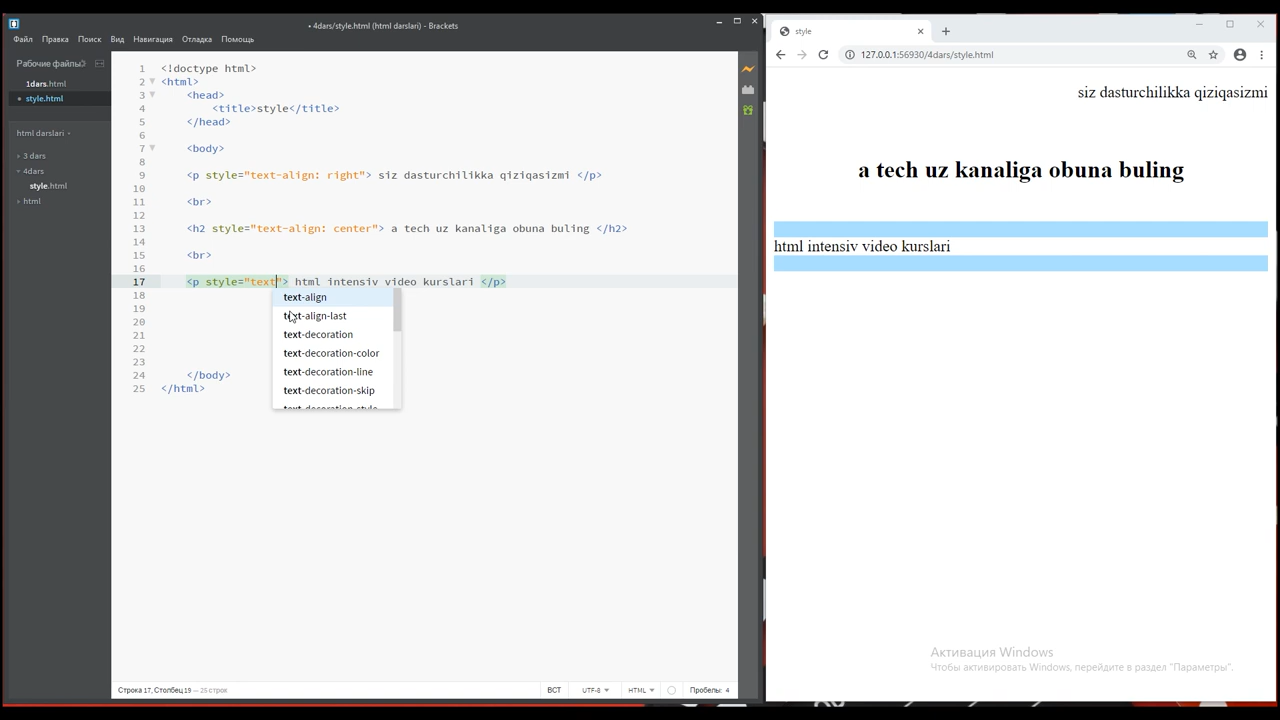 • 4dars/style.html (html darslari) - Brackets
Файл Правка Поиск Вид Навигация Отладка Помощь
Рабочие файлы
1dars.html
• style.html
html darslari
3 dars
4dars
style.html
html
1 <!doctype html>
2 <html>
3 <head>
4 <title>style</title>
5 </head>
6
7 <body>
8
9 <p style="text-align: right"> siz dasturchilikka qiziqasizmi </p>
10
11 <br>
12
13 <h2 style="text-align: center"> a tech uz kanaliga obuna buling </h2>
14
15 <br>
16
17 <p style="text"> html intensiv video kurslari </p>
18
19
20
21
22
23
24 </body>
25 </html>
text-align
text-align-last
text-decoration
text-decoration-color
text-decoration-line
text-decoration-skip
text-decoration-style
Строка 17, Столбец 19 — 25 строк
ВСТ UTF-8 HTML Пробелы: 4
style
127.0.0.1:56930/4dars/style.html
siz dasturchilikka qiziqasizmi
a tech uz kanaliga obuna buling
html intensiv video kurslari
Активация Windows
Чтобы активировать Windows, перейдите в раздел "Параметры".